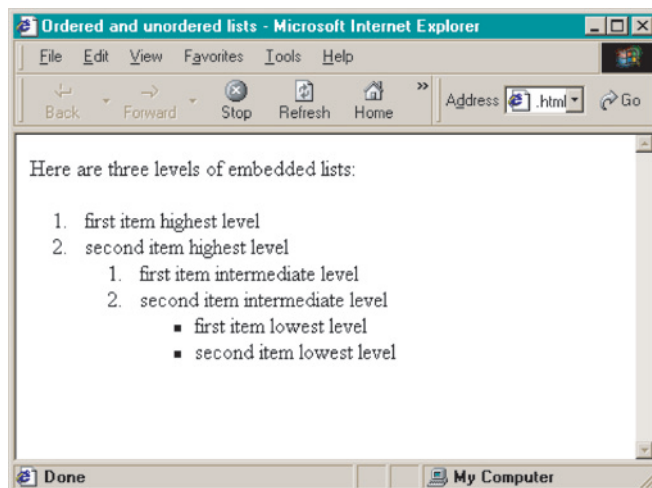 Ordered and unordered lists - Microsoft Internet Explorer
File Edit View Favorites Tools Help
Back Forward Stop Refresh Home » Address .html Go
Here are three levels of embedded lists:
1. first item highest level
2. second item highest level
1. first item intermediate level
2. second item intermediate level
▪ first item lowest level
▪ second item lowest level
Done My Computer